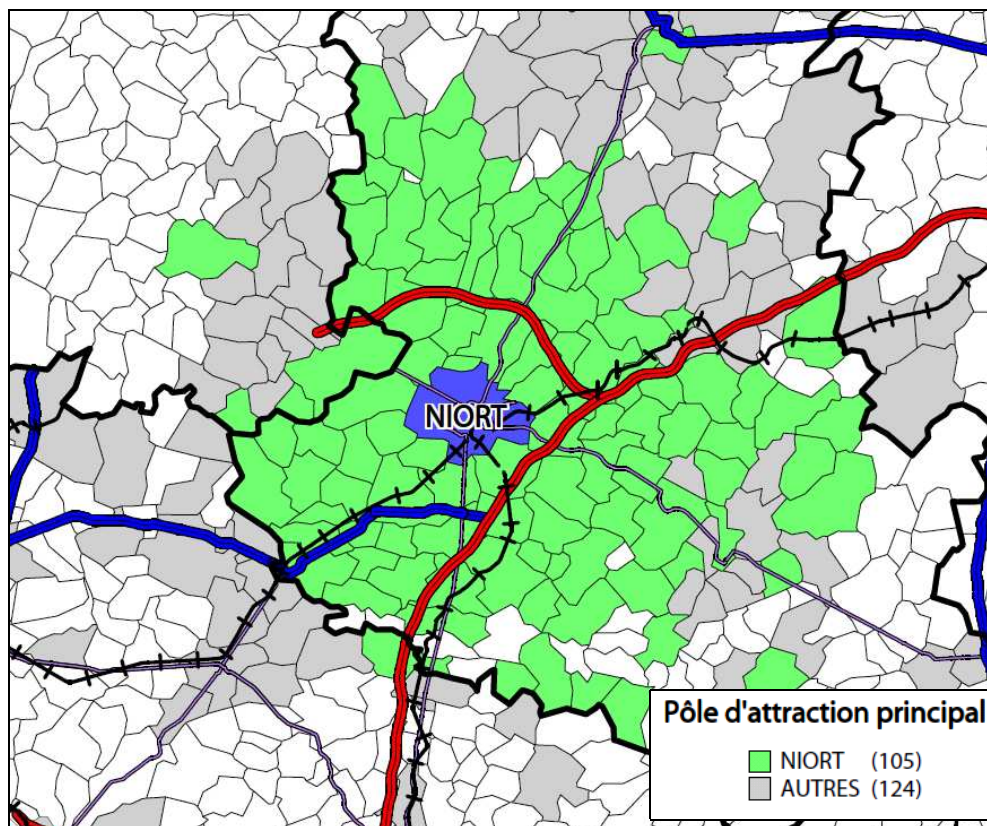 NIORT
Pôle d'attraction principal
NIORT (105)
AUTRES (124)